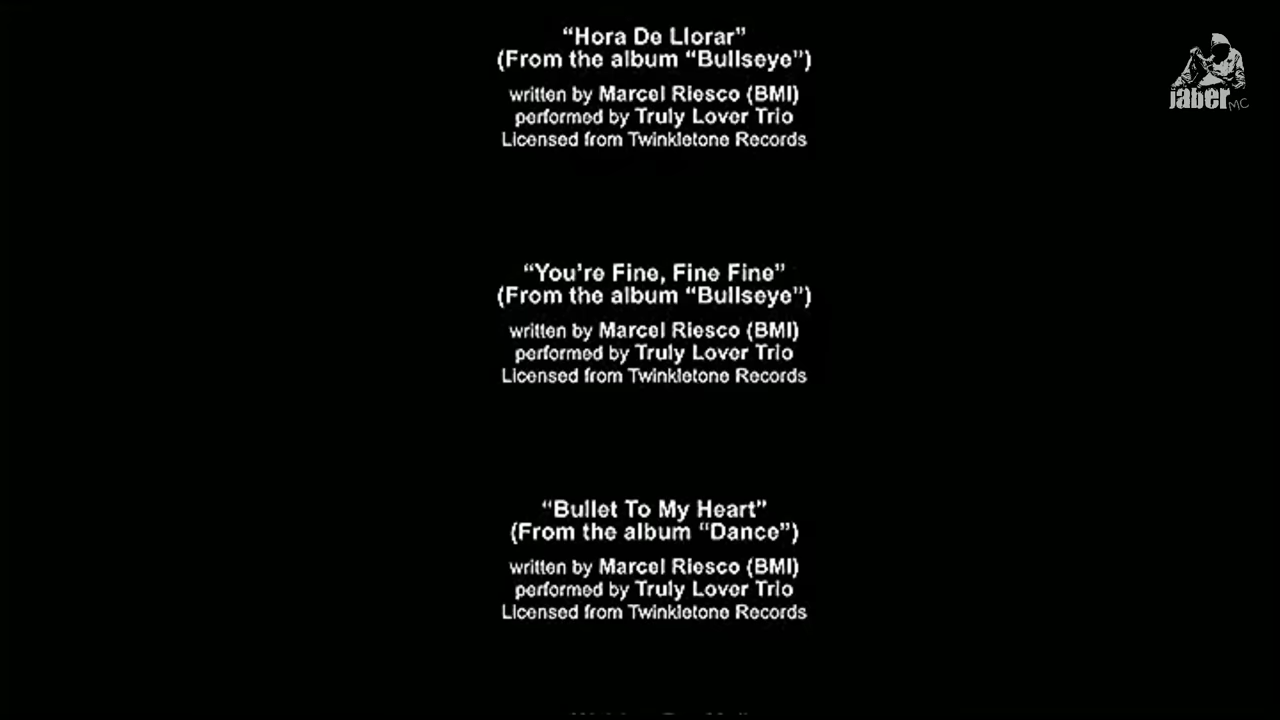 “Hora De Llorar”
(From the album “Bullseye”)
written by Marcel Riesco (BMI)
performed by Truly Lover Trio
Licensed from Twinkletone Records
“You’re Fine, Fine Fine”
(From the album “Bullseye”)
written by Marcel Riesco (BMI)
performed by Truly Lover Trio
Licensed from Twinkletone Records
“Bullet To My Heart”
(From the album “Dance”)
written by Marcel Riesco (BMI)
performed by Truly Lover Trio
Licensed from Twinkletone Records
jaber MC